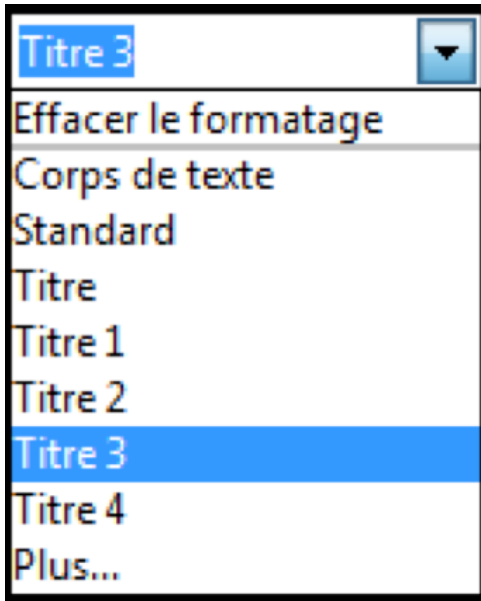 Titre 3
Effacer le formatage
Corps de texte
Standard
Titre
Titre 1
Titre 2
Titre 3
Titre 4
Plus...